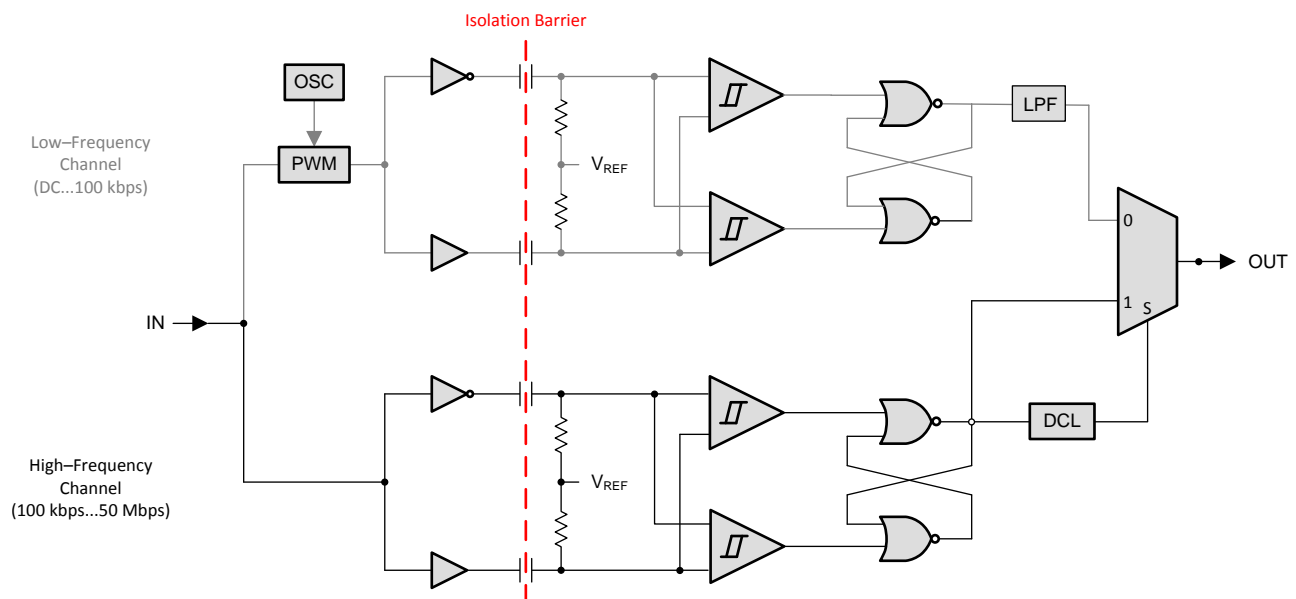 Isolation Barrier
OSC
PWM
Low–Frequency
Channel
(DC...100 kbps)
VREF
LPF
0
1
S
OUT
IN
High–Frequency
Channel
(100 kbps...50 Mbps)
VREF
DCL